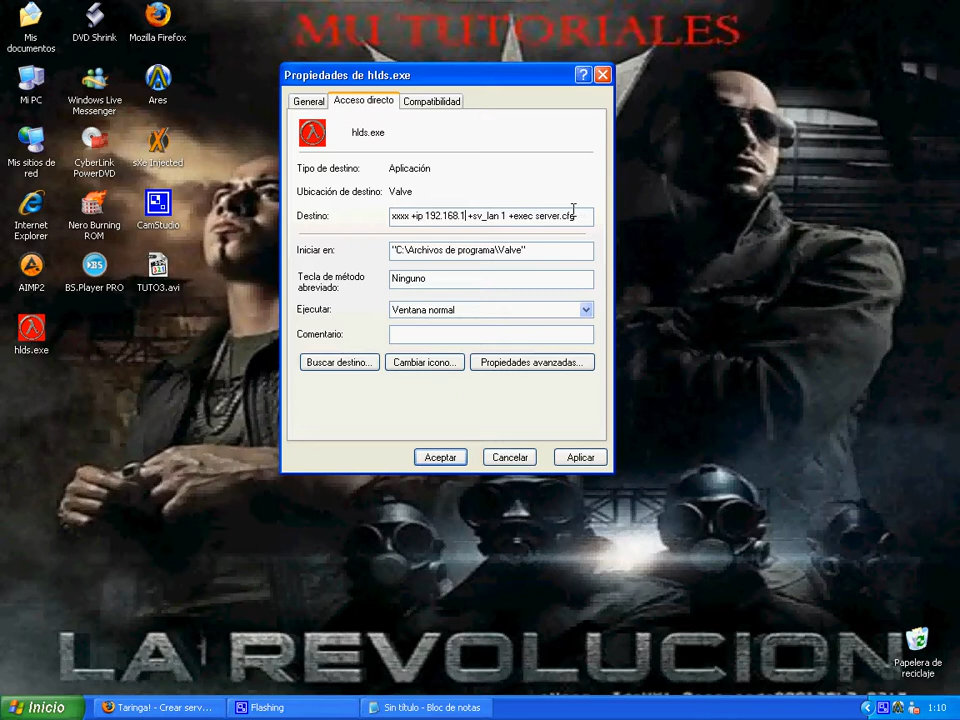 MU TUTORIALES
Mis documentos
DVD Shrink
Mozilla Firefox
Mi PC
Windows Live Messenger
Ares
Mis sitios de red
CyberLink PowerDVD
sXe Injected
Internet Explorer
Nero Burning ROM
CamStudio
AIMP2
BS.Player PRO
TUTO3.avi
hlds.exe
Propiedades de hlds.exe
General
Acceso directo
Compatibilidad
hlds.exe
Tipo de destino: Aplicación
Ubicación de destino: Valve
Destino: xxxx +ip 192.168.1 +sv_lan 1 +exec server.cfg
Iniciar en: "C:\Archivos de programa\Valve"
Tecla de método abreviado: Ninguno
Ejecutar: Ventana normal
Comentario:
Buscar destino...
Cambiar icono...
Propiedades avanzadas...
Aceptar
Cancelar
Aplicar
LA REVOLUCION
Papelera de reciclaje
Inicio
Taringa! - Crear serv...
Flashing
Sin título - Bloc de notas
1:10